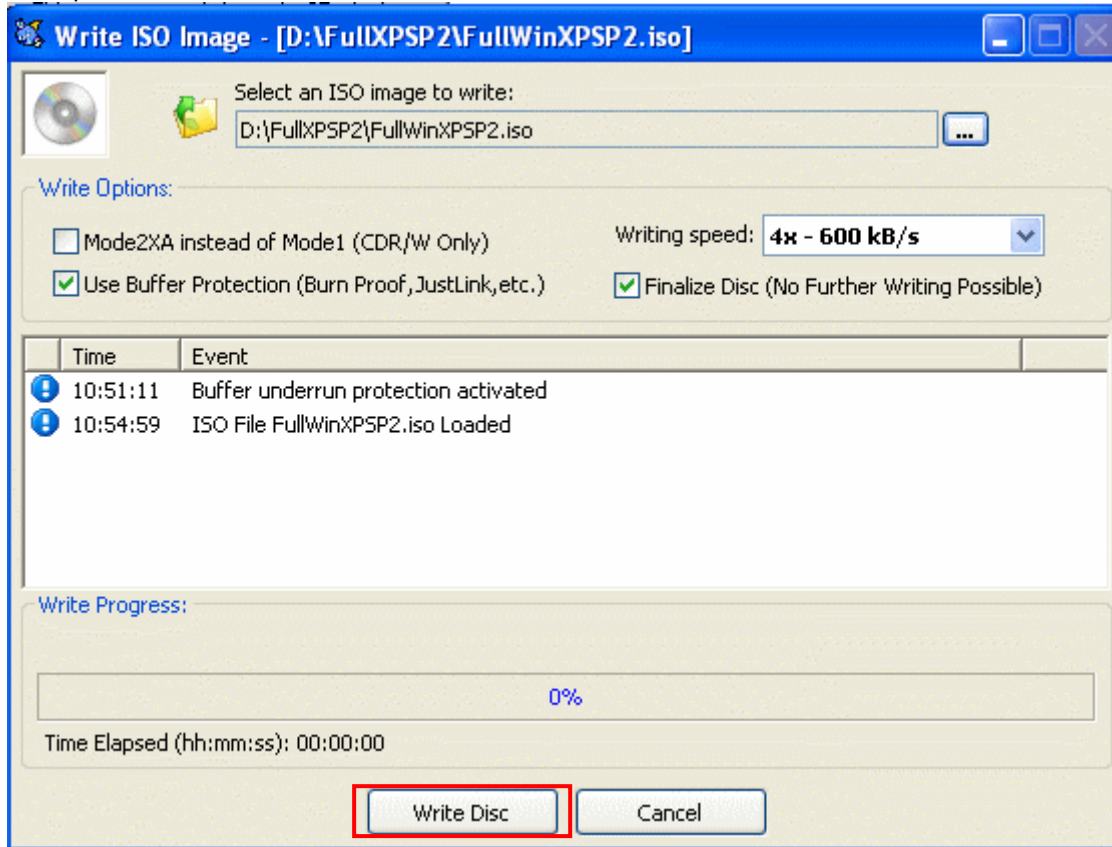 Write ISO Image - [D:\FullXPSP2\FullWinXPSP2.iso]
Select an ISO image to write:
D:\FullXPSP2\FullWinXPSP2.iso
...
Write Options:
Mode2XA instead of Mode1 (CDR/W Only)
Writing speed: 4x - 600 kB/s
Use Buffer Protection (Burn Proof,JustLink,etc.)
Finalize Disc (No Further Writing Possible)
Time Event
10:51:11 Buffer underrun protection activated
10:54:59 ISO File FullWinXPSP2.iso Loaded
Write Progress:
0%
Time Elapsed (hh:mm:ss): 00:00:00
Write Disc Cancel